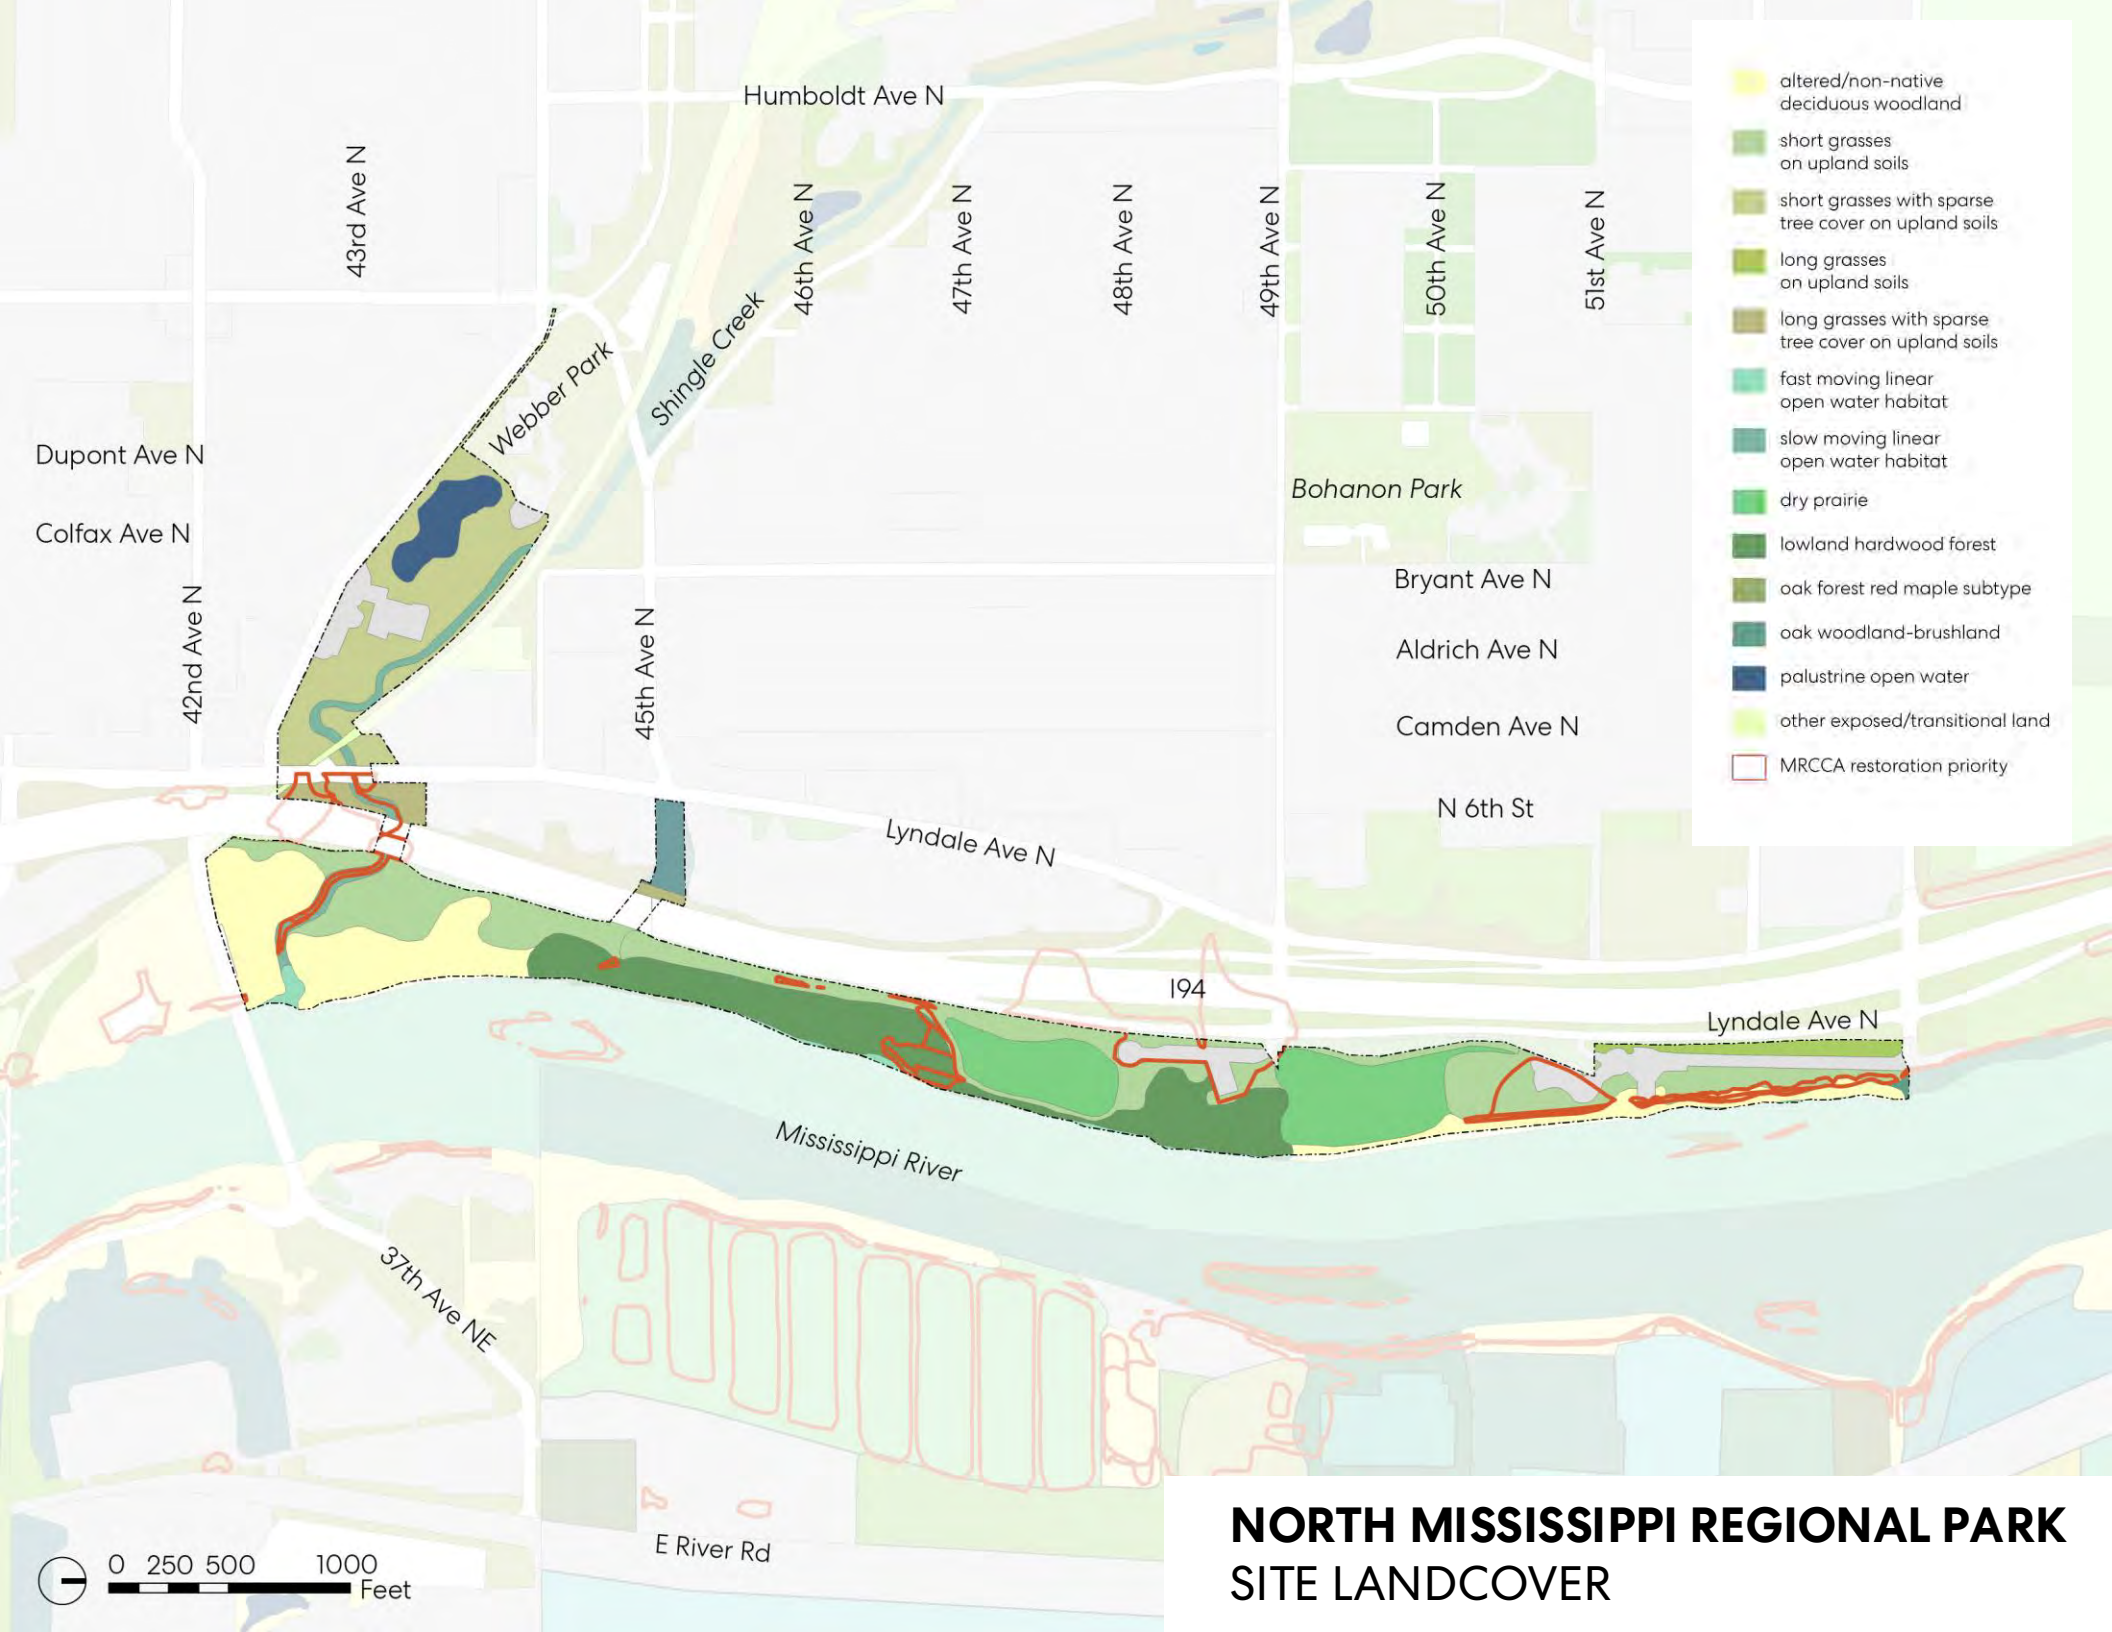 Humboldt Ave N
43rd Ave N
46th Ave N
47th Ave N
48th Ave N
49th Ave N
50th Ave N
51st Ave N
Webber Park
Shingle Creek
Dupont Ave N
Colfax Ave N
42nd Ave N
45th Ave N
Bohanon Park
Bryant Ave N
Aldrich Ave N
Camden Ave N
N 6th St
Lyndale Ave N
I94
Lyndale Ave N
Mississippi River
37th Ave NE
E River Rd
altered/non-native
deciduous woodland
short grasses
on upland soils
short grasses with sparse
tree cover on upland soils
long grasses
on upland soils
long grasses with sparse
tree cover on upland soils
fast moving linear
open water habitat
slow moving linear
open water habitat
dry prairie
lowland hardwood forest
oak forest red maple subtype
oak woodland-brushland
palustrine open water
other exposed/transitional land
MRCCA restoration priority
0 250 500 1000
Feet
NORTH MISSISSIPPI REGIONAL PARK
SITE LANDCOVER